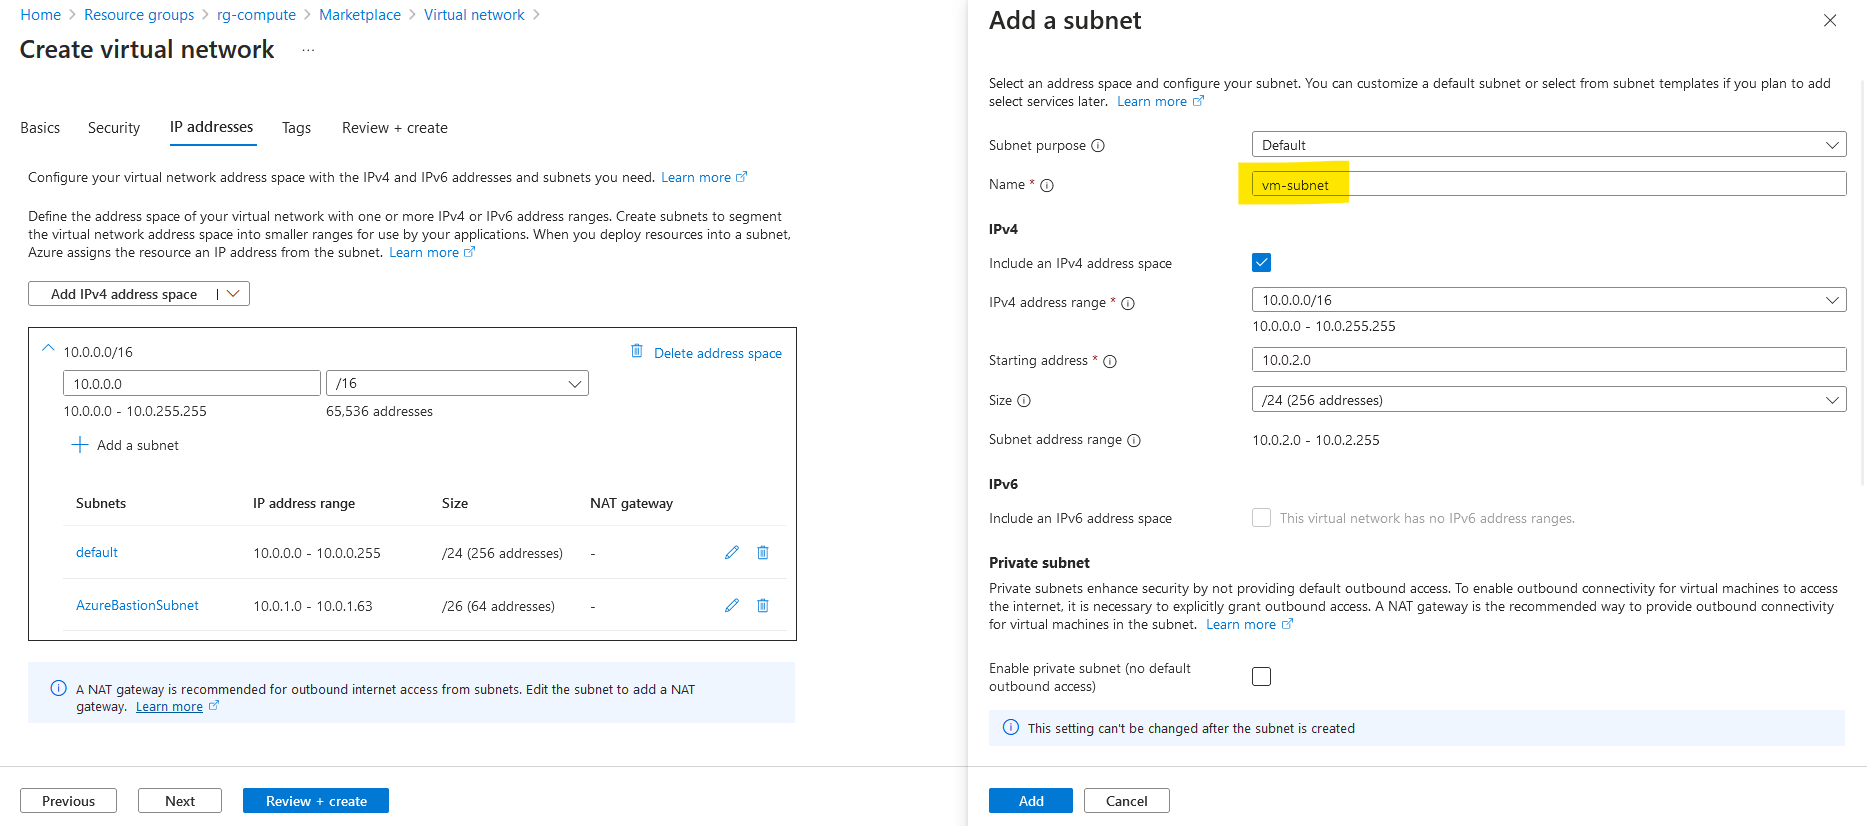 Home > Resource groups > rg-compute > Marketplace > Virtual network >
Create virtual network ...
Basics Security IP addresses Tags Review + create
Configure your virtual network address space with the IPv4 and IPv6 addresses and subnets you need. Learn more
Define the address space of your virtual network with one or more IPv4 or IPv6 address ranges. Create subnets to segment
the virtual network address space into smaller ranges for use by your applications. When you deploy resources into a subnet,
Azure assigns the resource an IP address from the subnet. Learn more
Add IPv4 address space |
10.0.0.0/16 Delete address space
10.0.0.0 /16
10.0.0.0 - 10.0.255.255 65,536 addresses
+ Add a subnet
Subnets IP address range Size NAT gateway
default 10.0.0.0 - 10.0.0.255 /24 (256 addresses) -
AzureBastionSubnet 10.0.1.0 - 10.0.1.63 /26 (64 addresses) -
A NAT gateway is recommended for outbound internet access from subnets. Edit the subnet to add a NAT
gateway. Learn more
Previous Next Review + create
Add a subnet
Select an address space and configure your subnet. You can customize a default subnet or select from subnet templates if you plan to add
select services later. Learn more
Subnet purpose Default
Name * vm-subnet
IPv4
Include an IPv4 address space
IPv4 address range * 10.0.0.0/16
10.0.0.0 - 10.0.255.255
Starting address * 10.0.2.0
Size /24 (256 addresses)
Subnet address range 10.0.2.0 - 10.0.2.255
IPv6
Include an IPv6 address space This virtual network has no IPv6 address ranges.
Private subnet
Private subnets enhance security by not providing default outbound access. To enable outbound connectivity for virtual machines to access
the internet, it is necessary to explicitly grant outbound access. A NAT gateway is the recommended way to provide outbound connectivity
for virtual machines in the subnet. Learn more
Enable private subnet (no default
outbound access)
This setting can't be changed after the subnet is created
Add Cancel